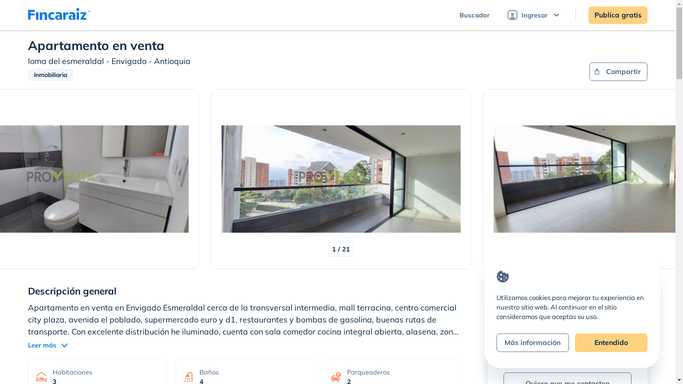 Fincaraiz
Buscador
Ingresar
Publica gratis
Apartamento en venta
loma del esmeraldal - Envigado - Antioquia
Inmobiliaria
Compartir
1 / 21
Descripción general
Apartamento en venta en Envigado Esmeraldal cerca de la transversal intermedia, mall terracina, centro comercial
city plaza, avenida el poblado, supermercado euro y d1, restaurantes y bombas de gasolina, buenas rutas de
transporte. Con excelente distribución he iluminado, cuenta con sala comedor cocina integral abierta, alasena, zon...
Leer más
Habitaciones
3
Baños
4
Parqueaderos
2
Utilizamos cookies para mejorar tu experiencia en
nuestro sitio web. Al continuar en el sitio
consideramos que aceptas su uso.
Más información
Entendido
Quiero que me contacten